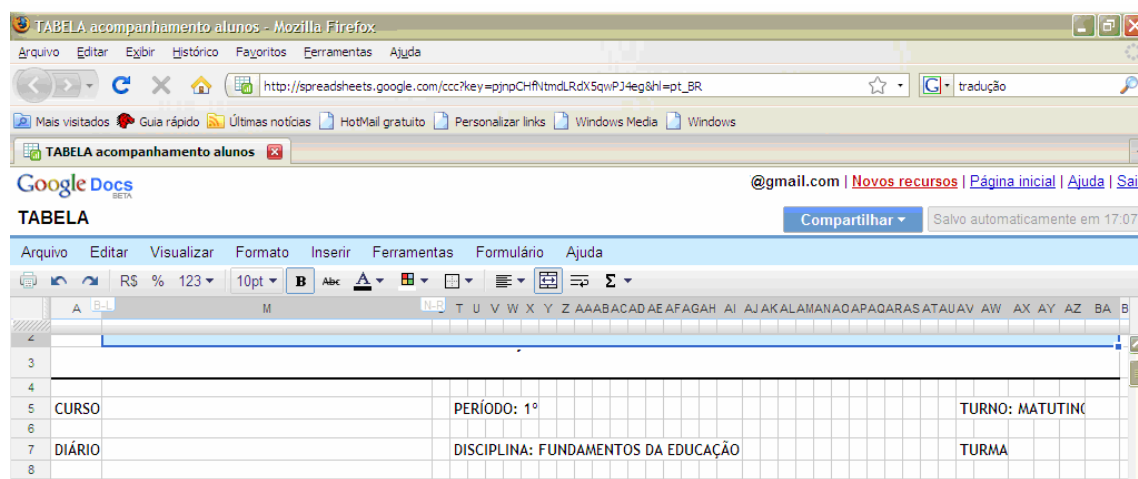 TABELA acompanhamento alunos - Mozilla Firefox
Arquivo Editar Exibir Histórico Favoritos Ferramentas Ajuda
http://spreadsheets.google.com/ccc?key=pjnpCHfNtmdLRdX5qwPJ4eg&hl=pt_BR G tradução
Mais visitados Guia rápido Últimas notícias HotMail gratuito Personalizar links Windows Media Windows
TABELA acompanhamento alunos
Google Docs @gmail.com | Novos recursos | Página inicial | Ajuda | Sai
BETA
TABELA Compartilhar Salvo automaticamente em 17:07
Arquivo Editar Visualizar Formato Inserir Ferramentas Formulário Ajuda
R$ % 123 10pt B Abc A Σ
A B-L M N-R T U V W X Y Z AA AB AC AD AE AF AG AH AI AJ AK AL AM AN AO AP AQ AR AS AT AU AV AW AX AY AZ BA B
2
3
4
5 CURSO PERÍODO: 1º TURNO: MATUTINO
6
7 DIÁRIO DISCIPLINA: FUNDAMENTOS DA EDUCAÇÃO TURMA
8